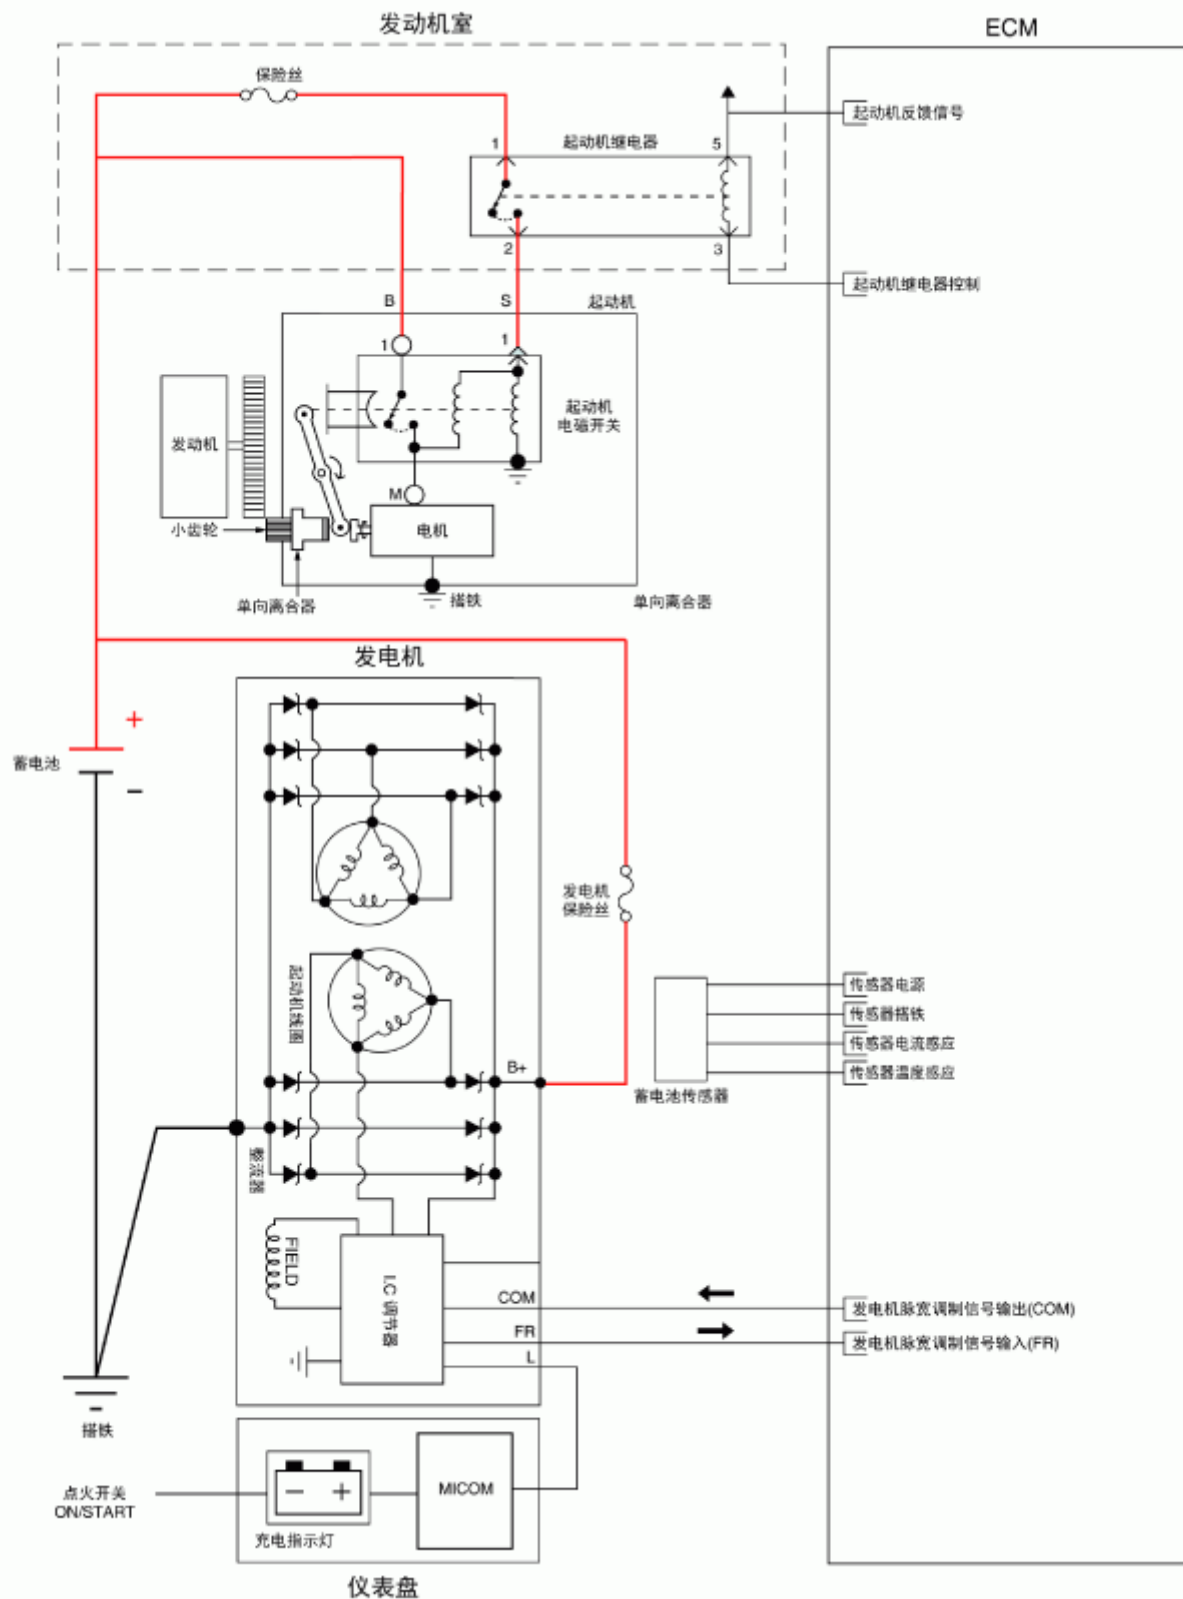 发动机室
ECM
保险丝
起动机反馈信号
1
起动机继电器
5
2
3
起动机继电器控制
B
S
起动机
1
1
起动机
电磁开关
发动机
M
小齿轮
电机
单向离合器
搭铁
单向离合器
发电机
+
蓄电池
−
发电机
保险丝
起动机线圈
传感器电源
传感器搭铁
传感器电流感应
传感器温度感应
B+
蓄电池传感器
整流器
FIELD
I.C 调节器
COM
发电机脉宽调制信号输出(COM)
FR
发电机脉宽调制信号输入(FR)
L
搭铁
点火开关
ON/START
− +
MICOM
充电指示灯
仪表盘